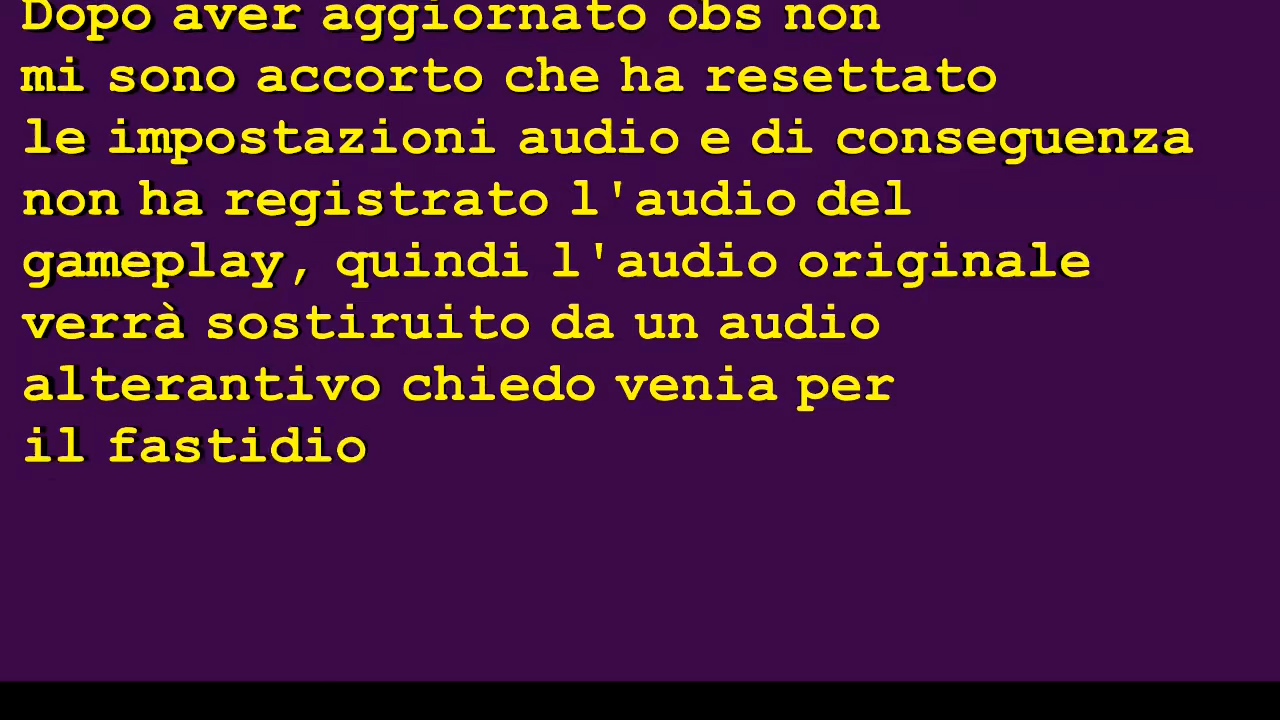 Dopo aver aggiornato obs non
mi sono accorto che ha resettato
le impostazioni audio e di conseguenza
non ha registrato l'audio del
gameplay, quindi l'audio originale
verrà sostiruito da un audio
alterantivo chiedo venia per
il fastidio